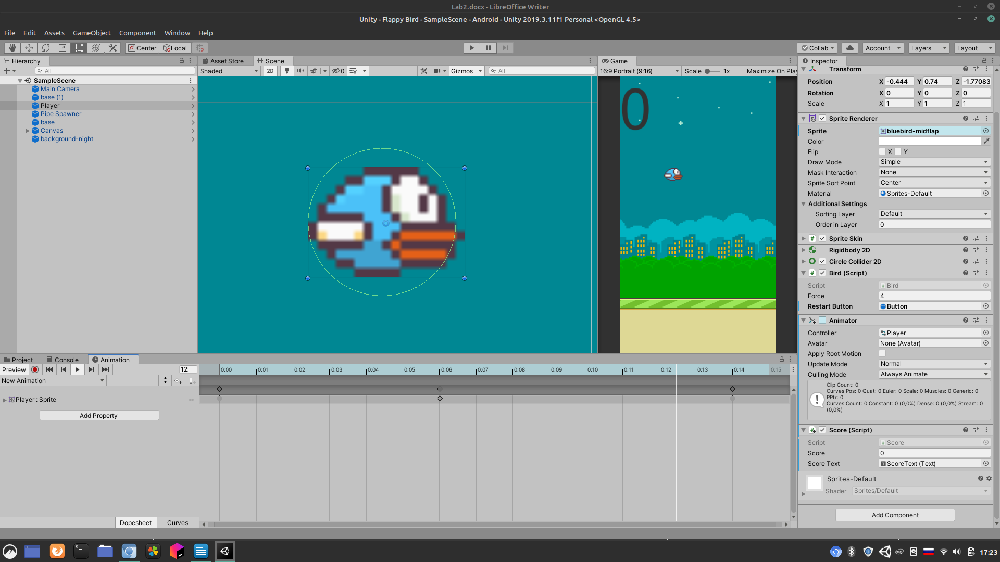 Lab2.docx - LibreOffice Writer
Unity - Flappy Bird - SampleScene - Android - Unity 2019.3.11f1 Personal <OpenGL 4.5>
File Edit Assets GameObject Component Window Help
Center Local Collab Account Layers Layout
Hierarchy Asset Store Scene Game Inspector
All Shaded 2D 0 Gizmos All 16:9 Portrait (9:16) Scale 1x Maximize On Play
SampleScene
Main Camera
base (1)
Player
Pipe Spawner
base
Canvas
background-night
0
Transform
Position X -0.444 Y 0.74 Z -1.77083
Rotation X 0 Y 0 Z 0
Scale X 1 Y 1 Z 1
Sprite Renderer
Sprite bluebird-midflap
Color
Flip X Y
Draw Mode Simple
Mask Interaction None
Sprite Sort Point Center
Material Sprites-Default
Additional Settings
Sorting Layer Default
Order in Layer 0
Sprite Skin
Rigidbody 2D
Circle Collider 2D
Bird (Script)
Script Bird
Force 4
Restart Button Button
Animator
Controller Player
Avatar None (Avatar)
Apply Root Motion
Update Mode Normal
Culling Mode Always Animate
Clip Count: 0
Curves Pos: 0 Quat: 0 Euler: 0 Scale: 0 Muscles: 0 Generic: 0
PPtr: 0
Curves Count: 0 Constant: 0 (0,0%) Dense: 0 (0,0%) Stream: 0
(0,0%)
Score (Script)
Script Score
Score 0
Score Text ScoreText (Text)
Sprites-Default
Shader Sprites/Default
Add Component
Project Console Animation
Preview 12 0:00 0:01 0:02 0:03 0:04 0:05 0:06 0:07 0:08 0:09 0:10 0:11 0:12 0:13 0:14 0:15
New Animation
Player : Sprite
Add Property
Dopesheet Curves
17:23